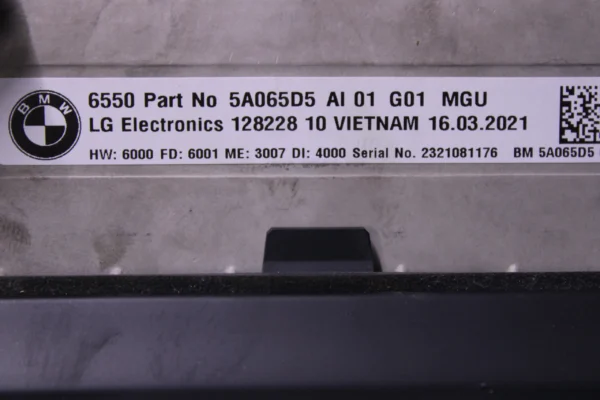 BMW
6550 Part No 5A065D5 AI 01 G01 MGU
LG Electronics 128228 10 VIETNAM 16.03.2021
HW: 6000 FD: 6001 ME: 3007 DI: 4000 Serial No. 2321081176 BM 5A065D5